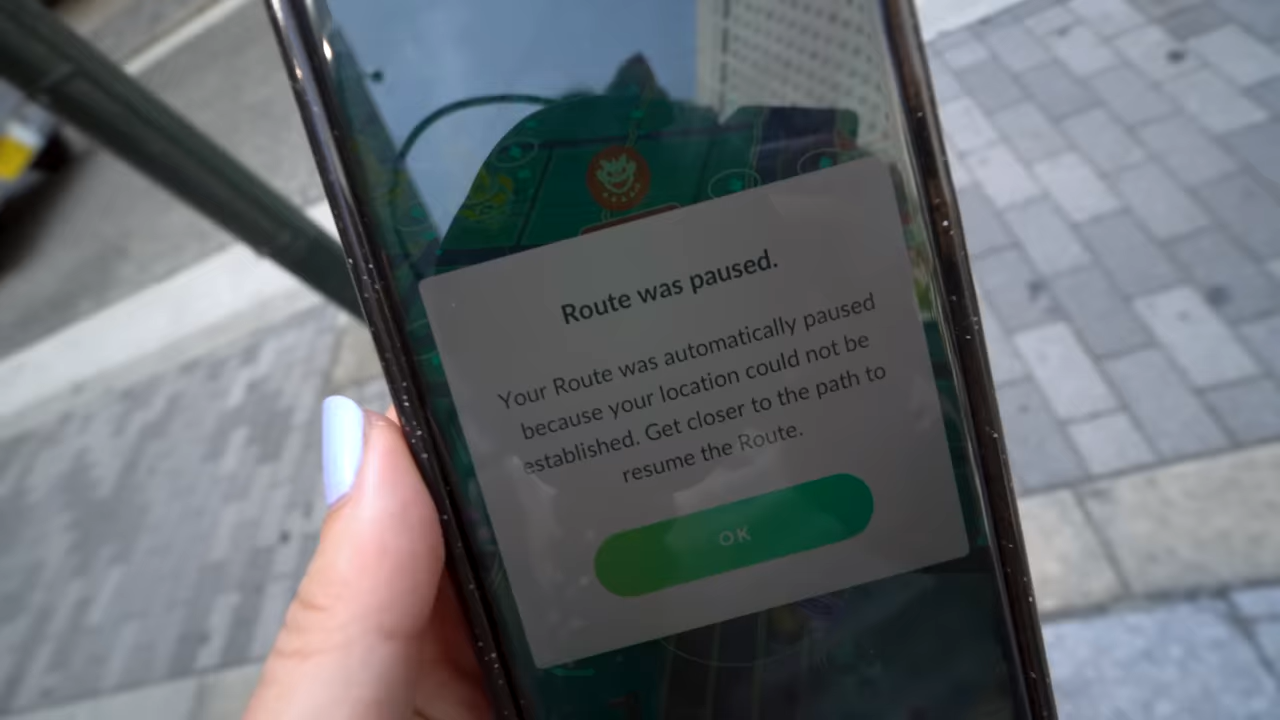 Route was paused.
Your Route was automatically paused
because your location could not be
established. Get closer to the path to
resume the Route.
OK